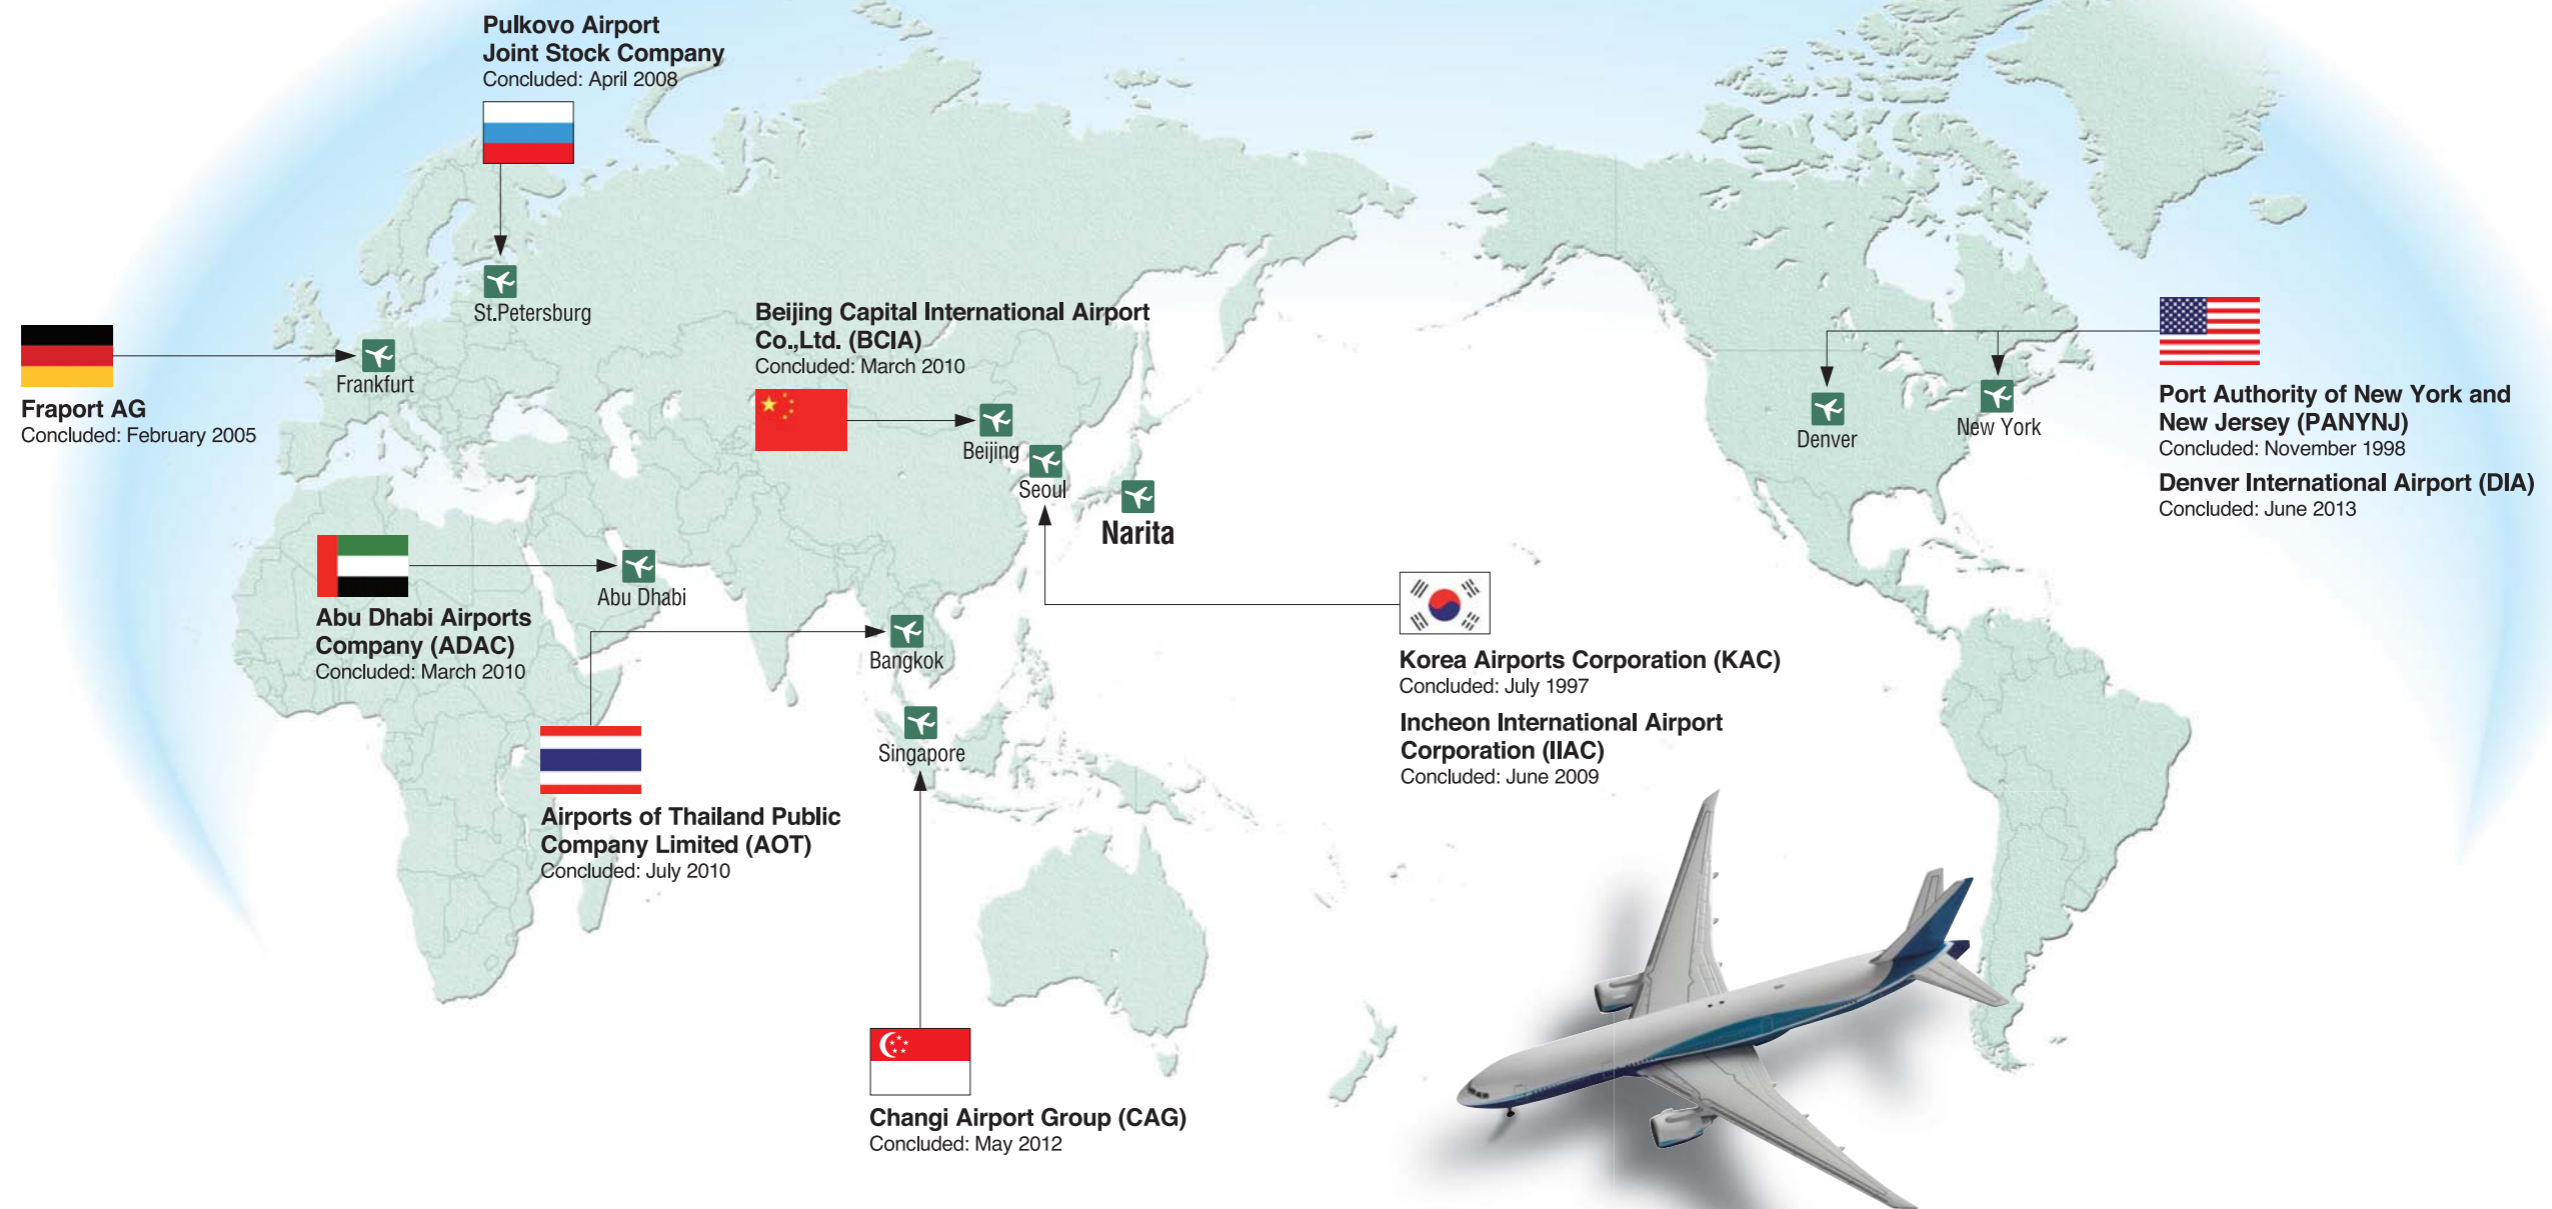 Pulkovo Airport
Joint Stock Company
Concluded: April 2008
St.Petersburg
Fraport AG
Concluded: February 2005
Frankfurt
Beijing Capital International Airport
Co.,Ltd. (BCIA)
Concluded: March 2010
Beijing
Seoul
Narita
Denver
New York
Port Authority of New York and
New Jersey (PANYNJ)
Concluded: November 1998
Denver International Airport (DIA)
Concluded: June 2013
Abu Dhabi Airports
Company (ADAC)
Concluded: March 2010
Abu Dhabi
Bangkok
Singapore
Korea Airports Corporation (KAC)
Concluded: July 1997
Incheon International Airport
Corporation (IIAC)
Concluded: June 2009
Airports of Thailand Public
Company Limited (AOT)
Concluded: July 2010
Changi Airport Group (CAG)
Concluded: May 2012